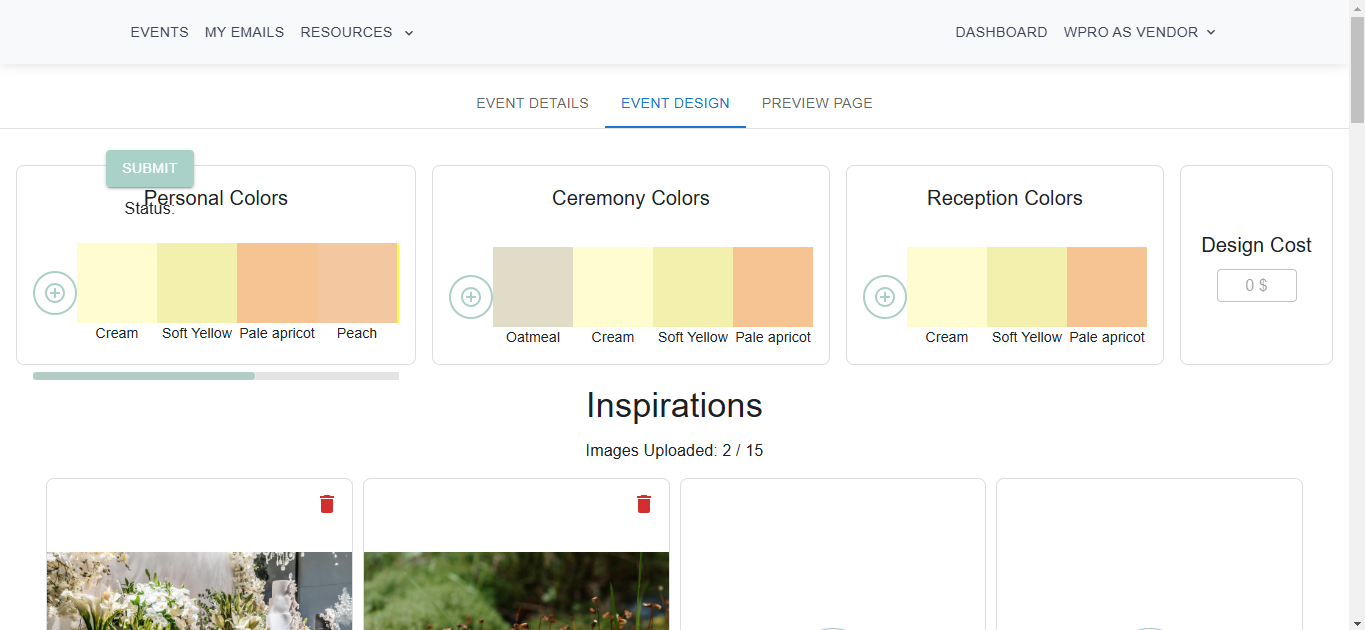 EVENTS MY EMAILS RESOURCES DASHBOARD WPRO AS VENDOR
EVENT DETAILS EVENT DESIGN PREVIEW PAGE
SUBMIT
Status:
Personal Colors
Cream Soft Yellow Pale apricot Peach
Ceremony Colors
Oatmeal Cream Soft Yellow Pale apricot
Reception Colors
Cream Soft Yellow Pale apricot
Design Cost
0 $
Inspirations
Images Uploaded: 2 / 15